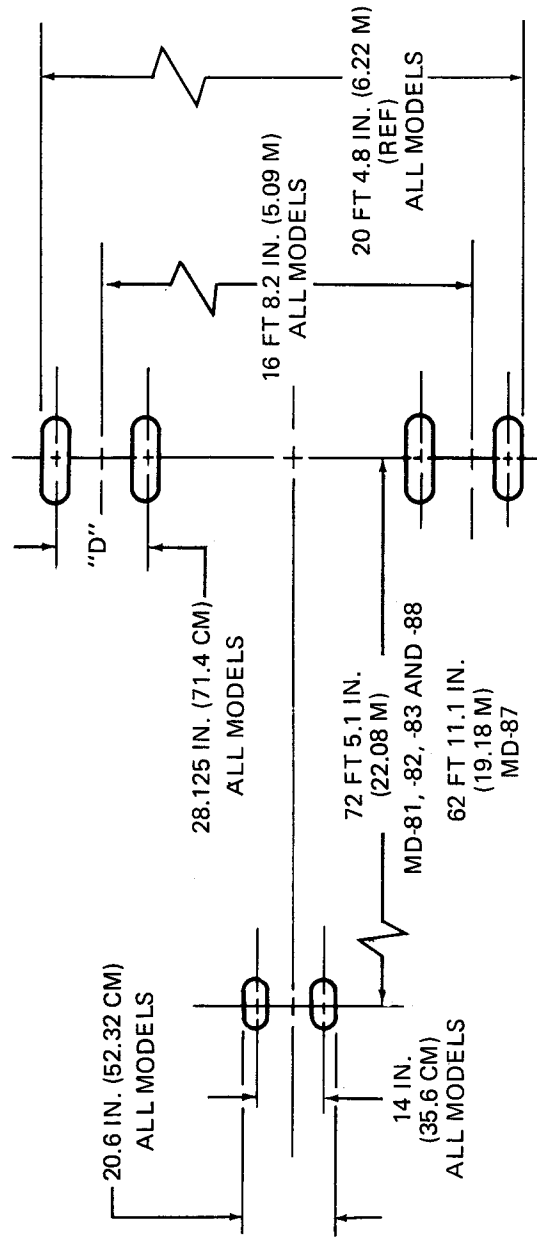 20.6 IN. (52.32 CM)
ALL MODELS
28.125 IN. (71.4 CM)
ALL MODELS
"D"
14 IN.
(35.6 CM)
ALL MODELS
72 FT 5.1 IN.
(22.08 M)
MD-81, -82, -83 AND -88
62 FT 11.1 IN.
(19.18 M)
MD-87
16 FT 8.2 IN. (5.09 M)
ALL MODELS
20 FT 4.8 IN. (6.22 M)
(REF)
ALL MODELS